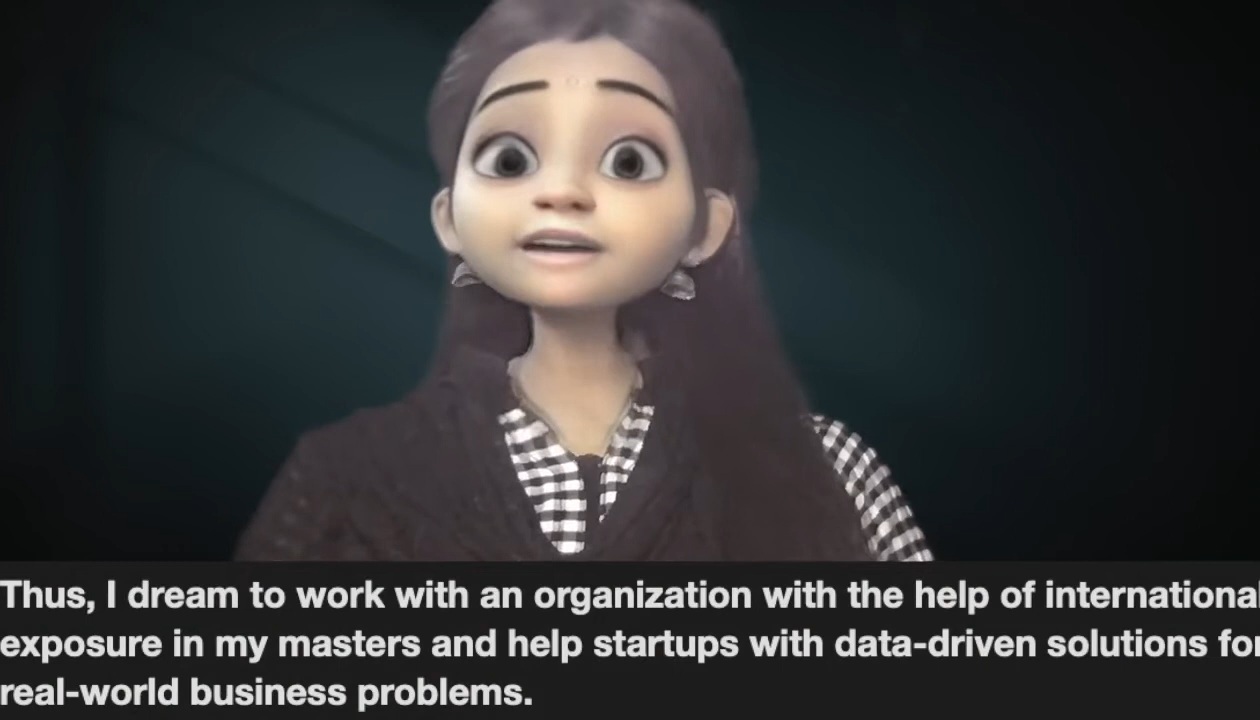 Thus, I dream to work with an organization with the help of international
exposure in my masters and help startups with data-driven solutions for
real-world business problems.